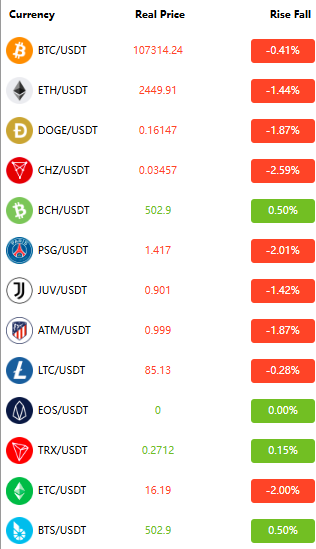 Currency Real Price Rise Fall
BTC/USDT 107314.24 -0.41%
ETH/USDT 2449.91 -1.44%
DOGE/USDT 0.16147 -1.87%
CHZ/USDT 0.03457 -2.59%
BCH/USDT 502.9 0.50%
PSG/USDT 1.417 -2.01%
JUV/USDT 0.901 -1.42%
ATM/USDT 0.999 -1.87%
LTC/USDT 85.13 -0.28%
EOS/USDT 0 0.00%
TRX/USDT 0.2712 0.15%
ETC/USDT 16.19 -2.00%
BTS/USDT 502.9 0.50%